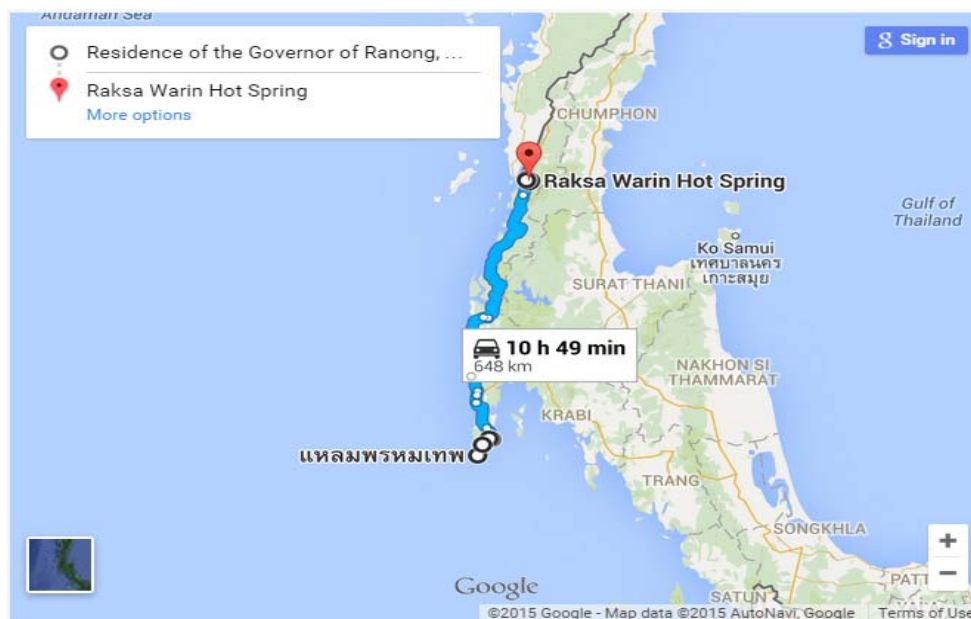 Andaman Sea
Residence of the Governor of Ranong, ...
Raksa Warin Hot Spring
More options
8 Sign in
CHUMPHON
Raksa Warin Hot Spring
Gulf of
Thailand
Ko Samui
เทศบาลนคร
เกาะสมุย
SURAT THANI
10 h 49 min
648 km
NAKHON SI
THAMMARAT
KRABI
แหลมพรหมเทพ
TRANG
SONGKHLA
+
−
PATT
SATUN
Google
©2015 Google - Map data ©2015 AutoNavi, Google
Terms of Use